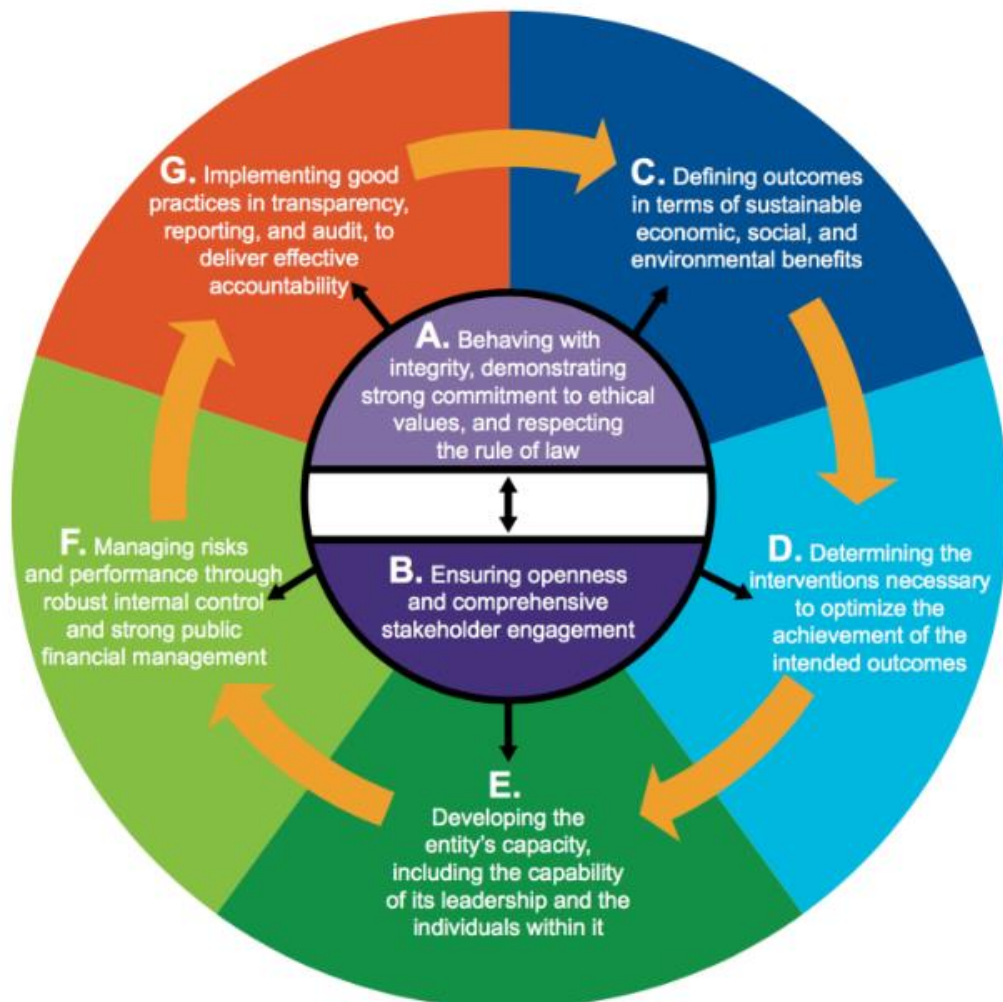 A. Behaving with
integrity, demonstrating
strong commitment to ethical
values, and respecting
the rule of law
B. Ensuring openness
and comprehensive
stakeholder engagement
C. Defining outcomes
in terms of sustainable
economic, social, and
environmental benefits
D. Determining the
interventions necessary
to optimize the
achievement of the
intended outcomes
E.
Developing the
entity's capacity,
including the capability
of its leadership and the
individuals within it
F. Managing risks
and performance through
robust internal control
and strong public
financial management
G. Implementing good
practices in transparency,
reporting, and audit, to
deliver effective
accountability